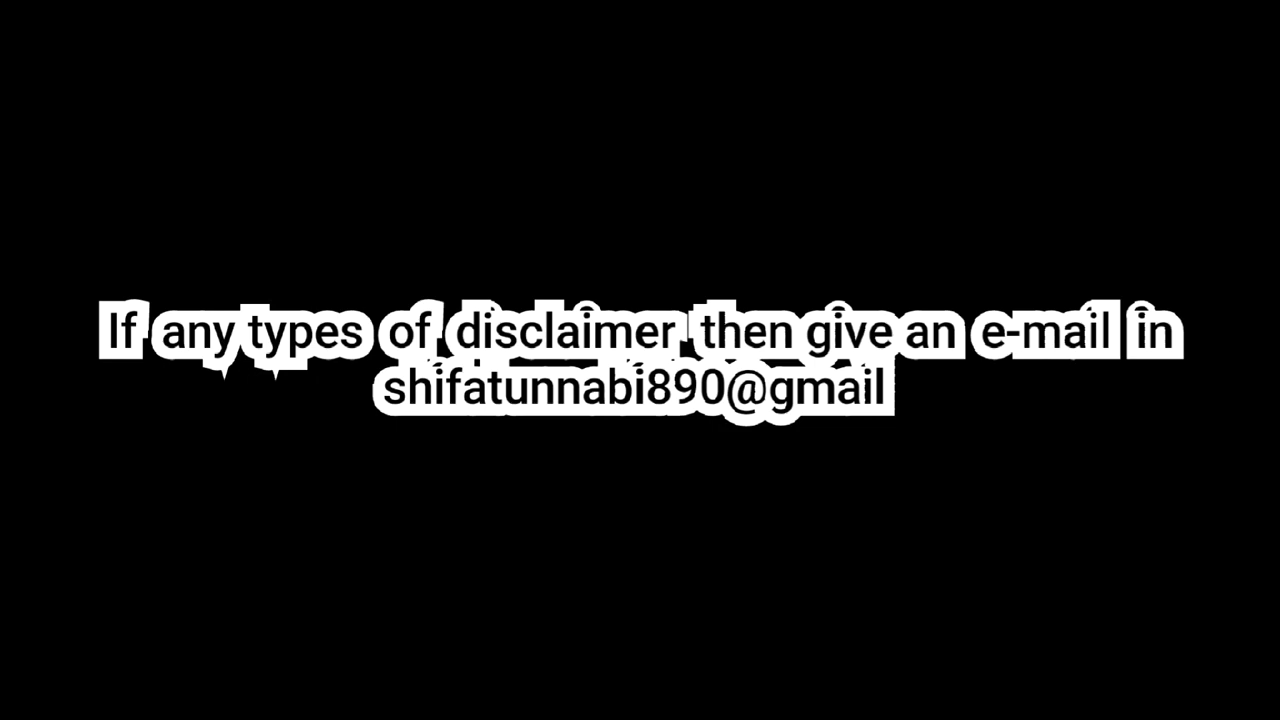 If any types of disclaimer then give an e-mail in
shifatunnabi890@gmail